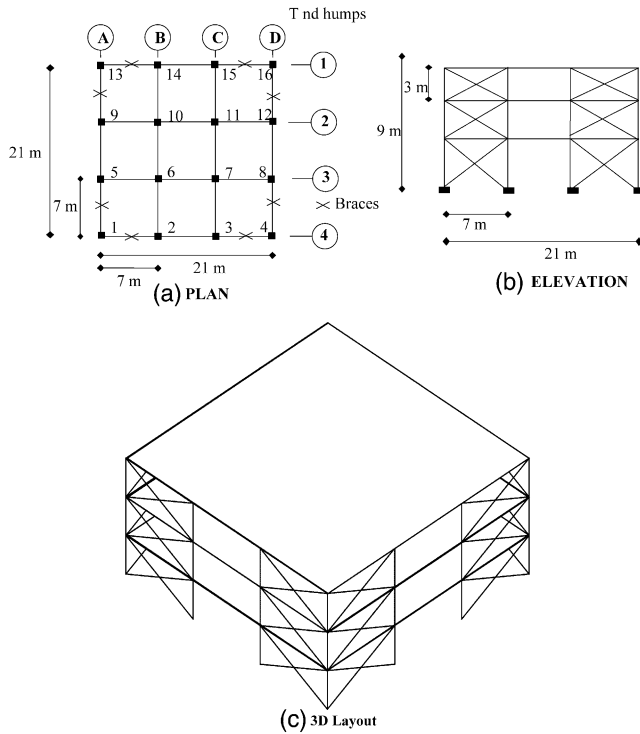 T nd humps
A B C D
13 14 15 16 1
9 10 11 12 2
5 6 7 8 3
1 2 3 4 4
21 m
7 m
Braces
21 m
7 m
(a) PLAN
3 m
9 m
7 m
21 m
(b) ELEVATION
(c) 3D Layout